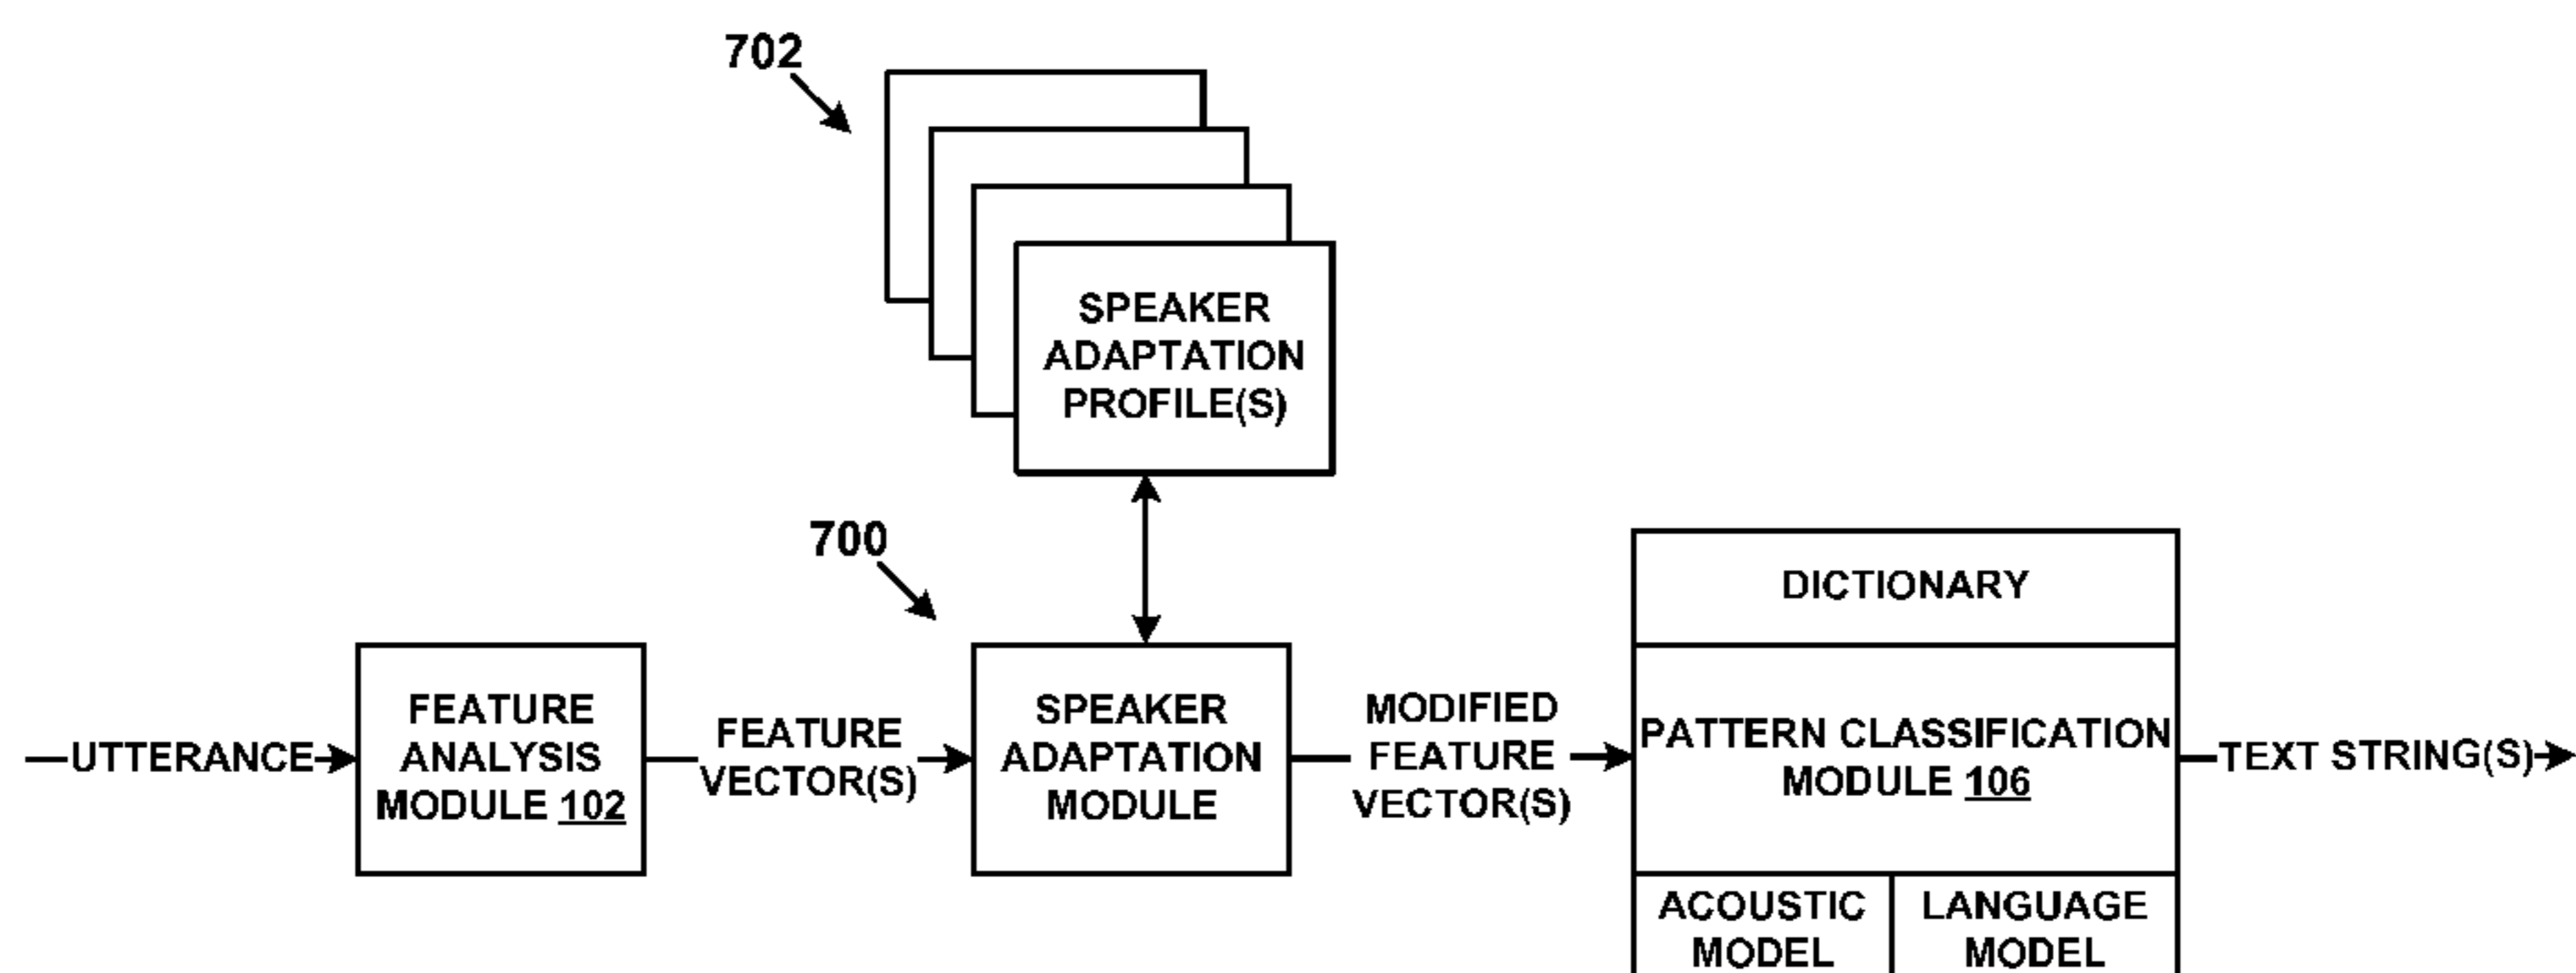 702
SPEAKER
ADAPTATION
PROFILE(S)
700
UTTERANCE
FEATURE
ANALYSIS
MODULE 102
FEATURE
VECTOR(S)
SPEAKER
ADAPTATION
MODULE
MODIFIED
FEATURE
VECTOR(S)
DICTIONARY
PATTERN CLASSIFICATION
MODULE 106
ACOUSTIC
MODEL
LANGUAGE
MODEL
TEXT STRING(S)